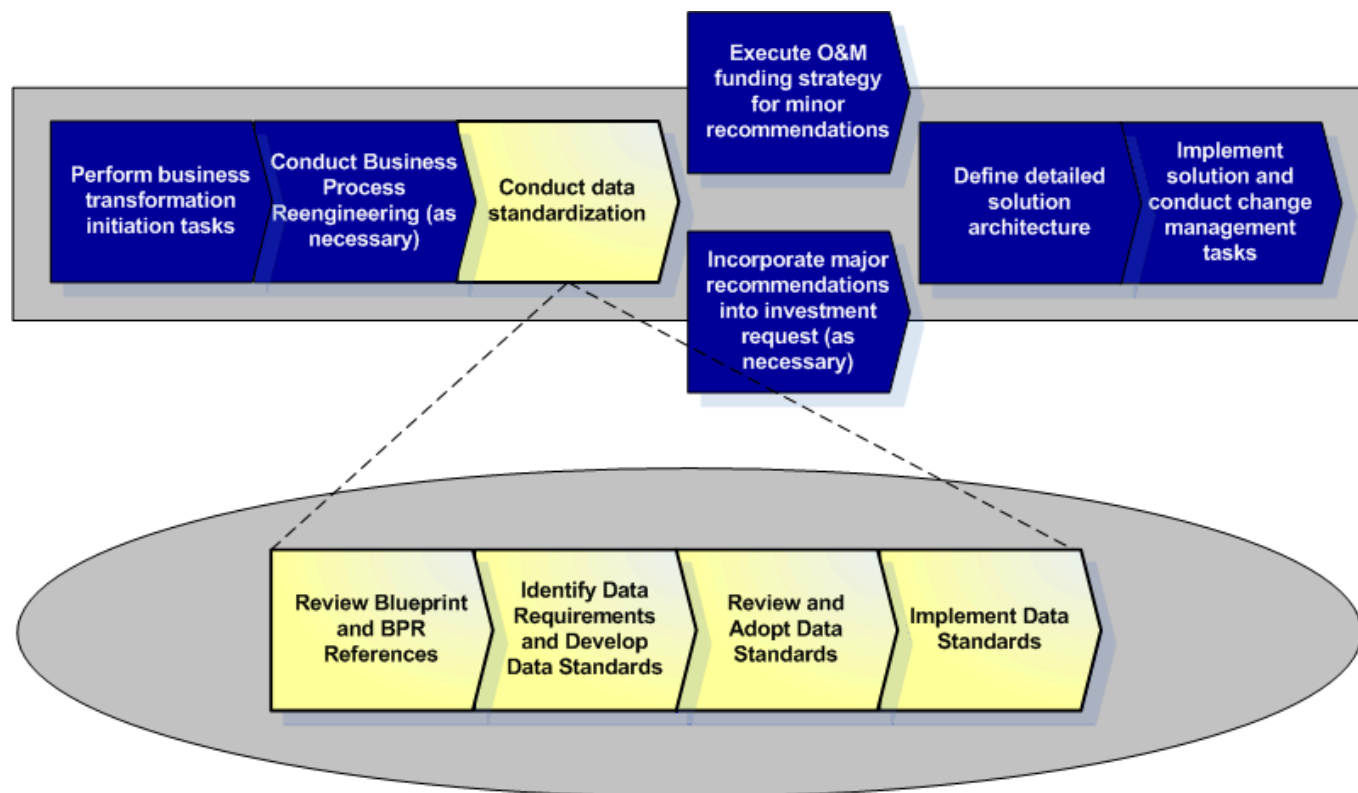 Perform business
transformation
initiation tasks
Conduct Business
Process
Reengineering (as
necessary)
Conduct data
standardization
Execute O&M
funding strategy
for minor
recommendations
Incorporate major
recommendations
into investment
request (as
necessary)
Define detailed
solution
architecture
Implement
solution and
conduct change
management
tasks
Review Blueprint
and BPR
References
Identify Data
Requirements
and Develop
Data Standards
Review and
Adopt Data
Standards
Implement Data
Standards